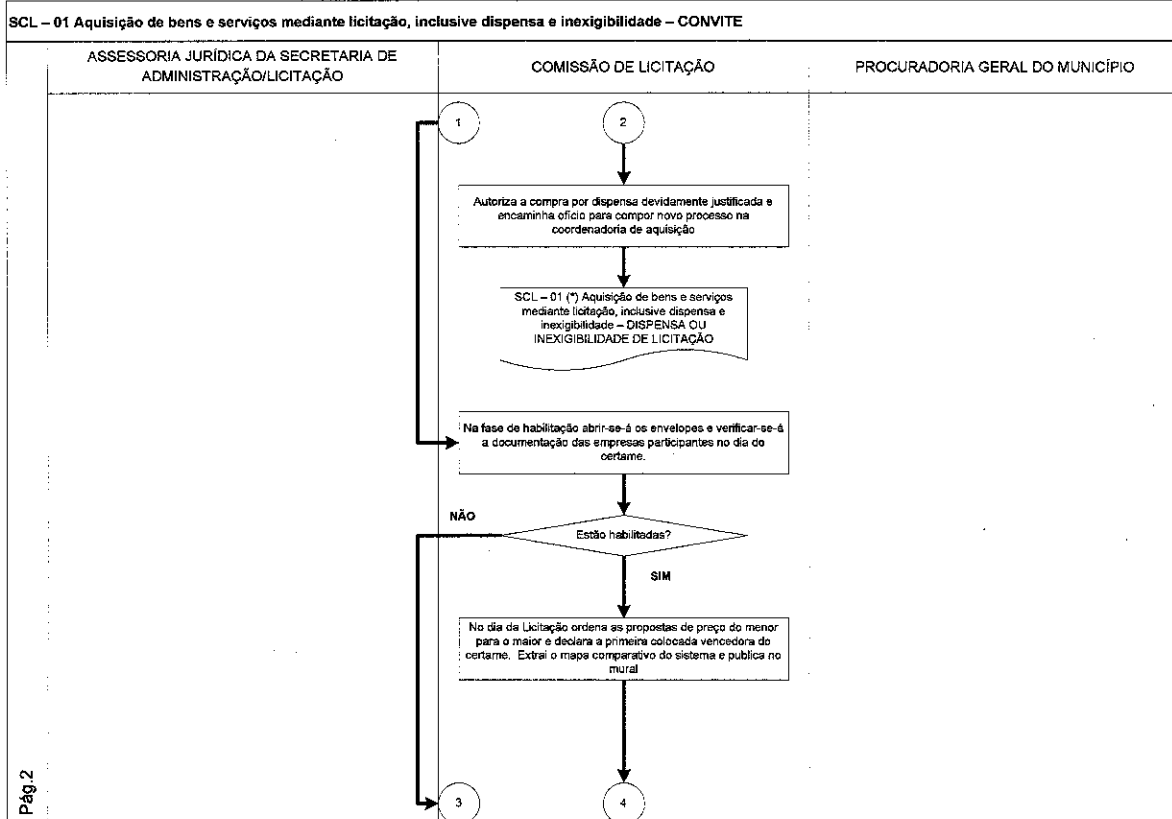 SCL – 01 Aquisição de bens e serviços mediante licitação, inclusive dispensa e inexigibilidade – CONVITE
ASSESSORIA JURÍDICA DA SECRETARIA DE
ADMINISTRAÇÃO/LICITAÇÃO
COMISSÃO DE LICITAÇÃO
PROCURADORIA GERAL DO MUNICÍPIO
1
2
Autoriza a compra por dispensa devidamente justificada e
encaminha ofício para compor novo processo na
coordenadoria de aquisição
SCL – 01 (*) Aquisição de bens e serviços
mediante licitação, inclusive dispensa e
inexigibilidade – DISPENSA OU
INEXIGIBILIDADE DE LICITAÇÃO
Na fase de habilitação abrir-se-á os envelopes e verificar-se-á
a documentação das empresas participantes no dia do
certame.
NÃO
Estão habilitadas?
SIM
No dia da Licitação ordena as propostas de preço do menor
para o maior e declara a primeira colocada vencedora do
certame. Extrai o mapa comparativo do sistema e publica no
mural
3
4
Pág.2